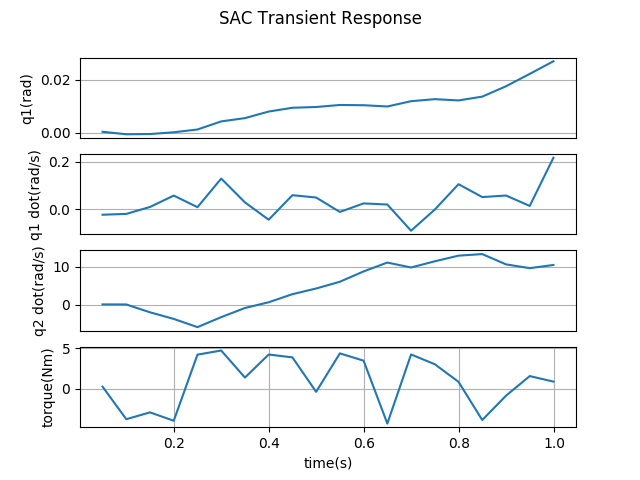 SAC Transient Response
q1(rad)
0.02
0.00
q1 dot(rad/s)
0.2
0.0
q2 dot(rad/s)
10
0
torque(Nm)
5
0
0.2 0.4 0.6 0.8 1.0
time(s)